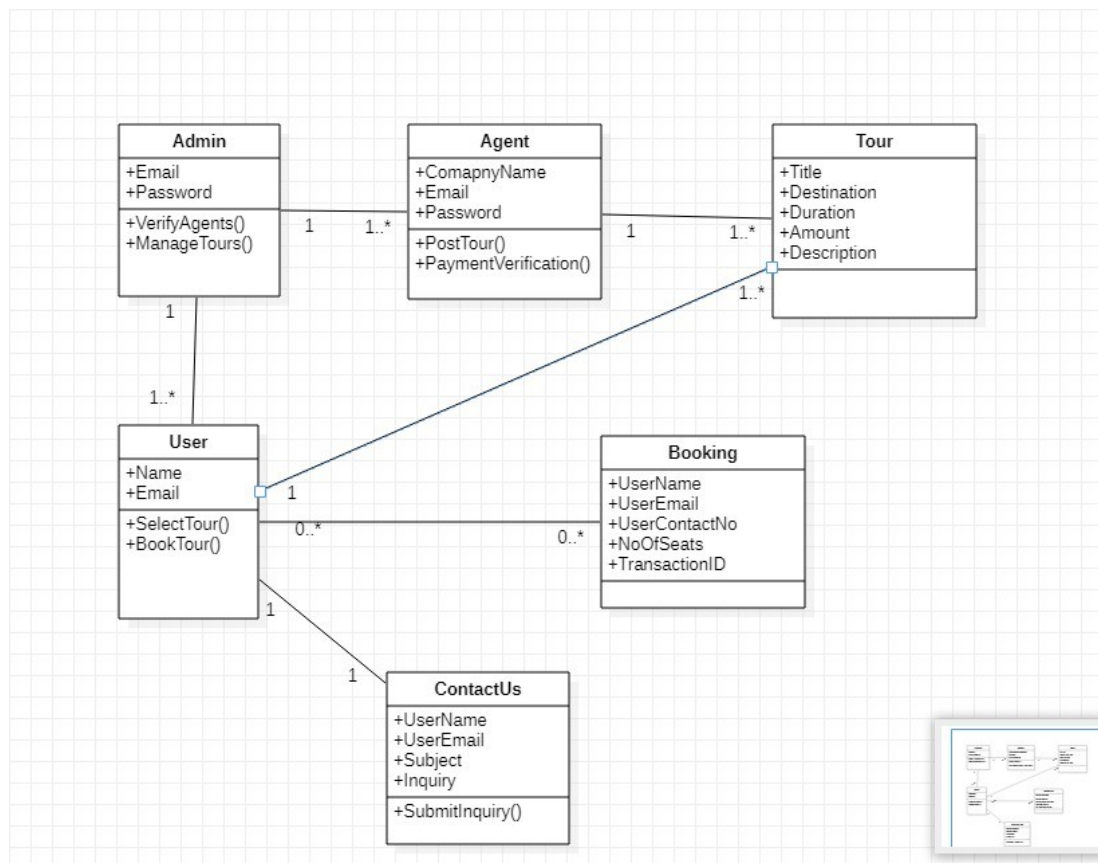 Admin
+Email
+Password
+VerifyAgents()
+ManageTours()
1
1..*
Agent
+ComapnyName
+Email
+Password
+PostTour()
+PaymentVerification()
1
1..*
Tour
+Title
+Destination
+Duration
+Amount
+Description
1..*
1
1..*
User
+Name
+Email
+SelectTour()
+BookTour()
1
0..*
0..*
Booking
+UserName
+UserEmail
+UserContactNo
+NoOfSeats
+TransactionID
1
1
ContactUs
+UserName
+UserEmail
+Subject
+Inquiry
+SubmitInquiry()